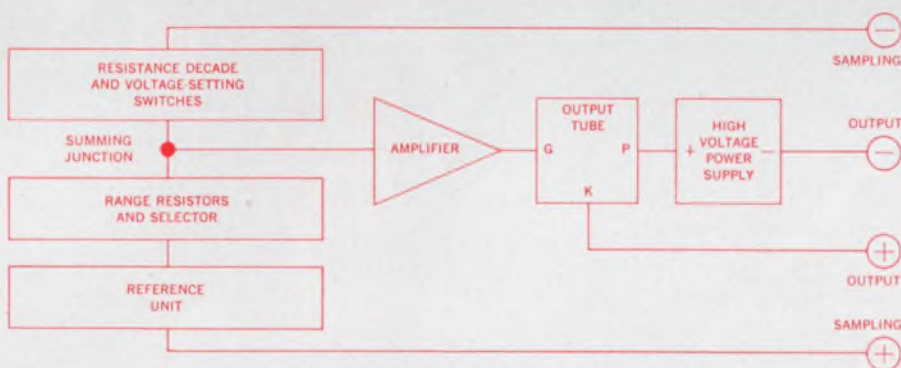 −
SAMPLING
RESISTANCE DECADE
AND VOLTAGE-SETTING
SWITCHES
SUMMING
JUNCTION
AMPLIFIER
OUTPUT
TUBE
G
P
K
HIGH
VOLTAGE
POWER
SUPPLY
+
−
OUTPUT
−
RANGE RESISTORS
AND SELECTOR
+
OUTPUT
REFERENCE
UNIT
SAMPLING
+